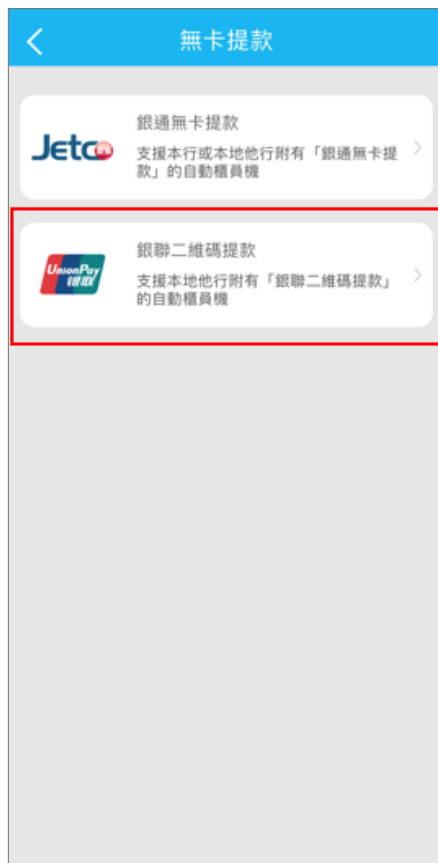 無卡提款
銀通無卡提款
Jetco
支援本行或本地他行附有「銀通無卡提
款」的自動櫃員機
銀聯二維碼提款
UnionPay
银联
支援本地他行附有「銀聯二維碼提款」
的自動櫃員機